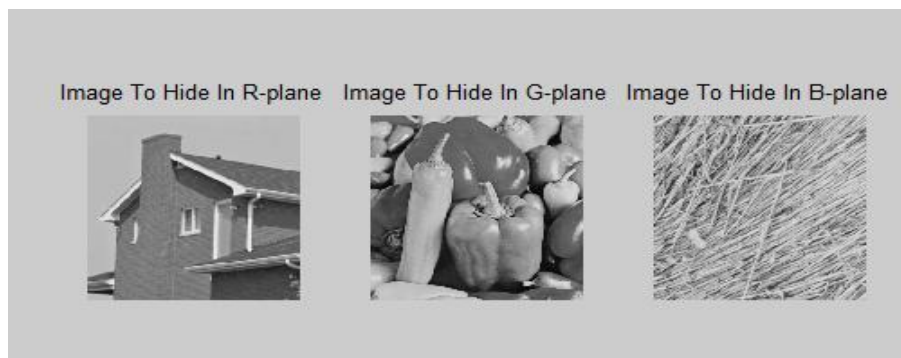 Image To Hide In R-plane
Image To Hide In G-plane
Image To Hide In B-plane